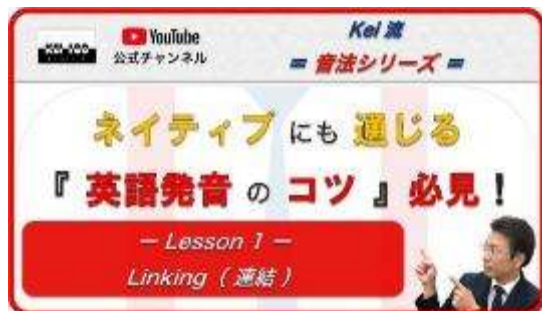 YouTube
公式チャンネル
Kei 流
= 音法シリーズ =
ネイティブ にも 通じる
『 英語発音 の コツ 』 必見！
ー Lesson 1 ー
Linking （ 連結 ）